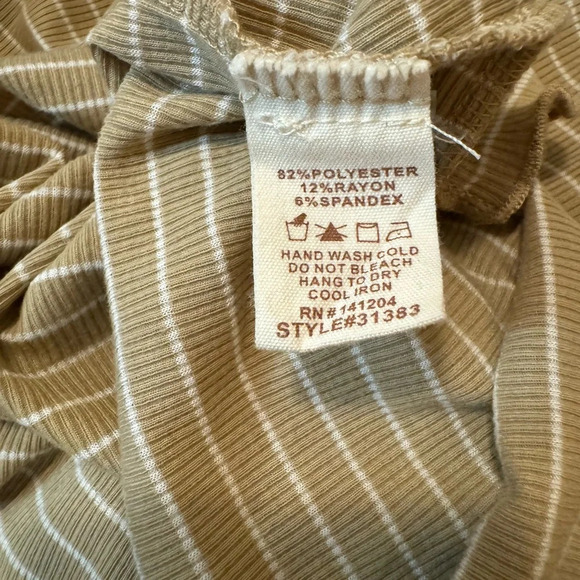 82%POLYESTER
12%RAYON
6%SPANDEX
HAND WASH COLD
DO NOT BLEACH
HANG TO DRY
COOL IRON
RN#141204
STYLE#31383